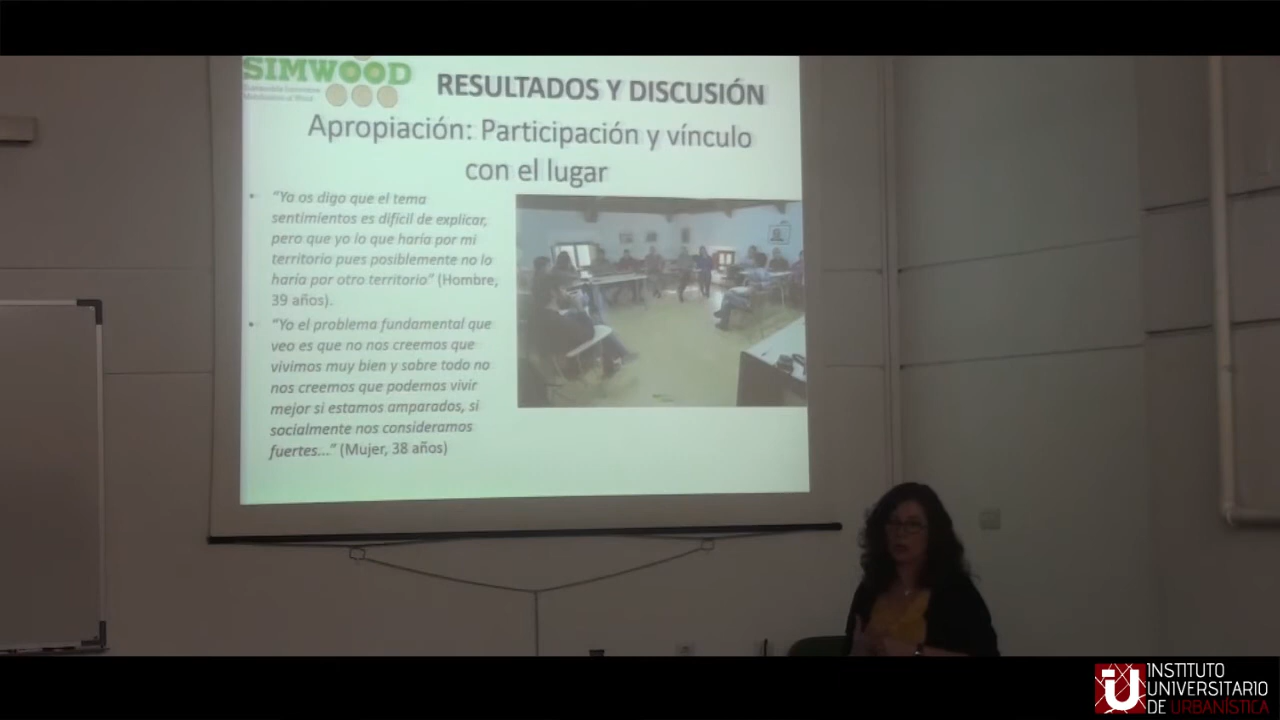 SIMWOOD
RESULTADOS Y DISCUSIÓN
Apropiación: Participación y vínculo
con el lugar
"Ya os digo que el tema
sentimientos es difícil de explicar,
pero que yo lo que haría por mi
territorio pues posiblemente no lo
haría por otro territorio" (Hombre,
39 años).
"Yo el problema fundamental que
veo es que no nos creemos que
vivimos muy bien y sobre todo no
nos creemos que podemos vivir
mejor si estamos amparados, si
socialmente nos consideramos
fuertes..." (Mujer, 38 años)
INSTITUTO
UNIVERSITARIO
DE URBANÍSTICA